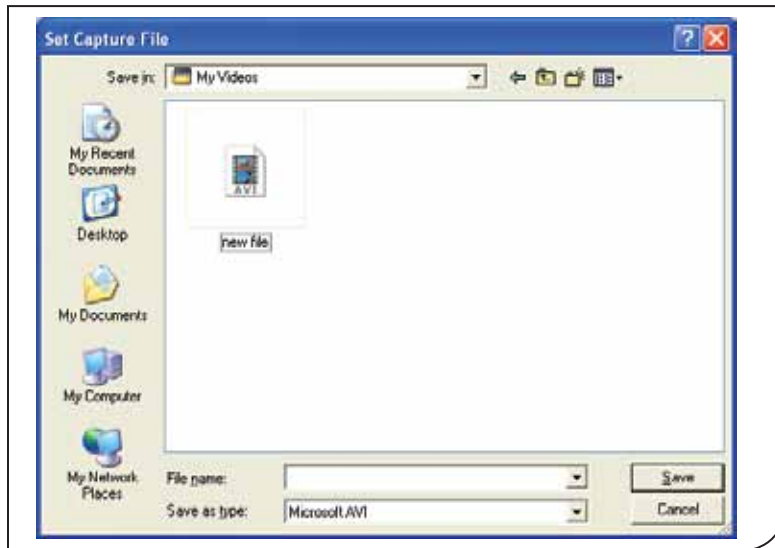 Set Capture File
Save in:
My Videos
My Recent
Documents
Desktop
My Documents
My Computer
My Network
Places
AVI
new file
File name:
Save
Save as type:
Microsoft AVI
Cancel